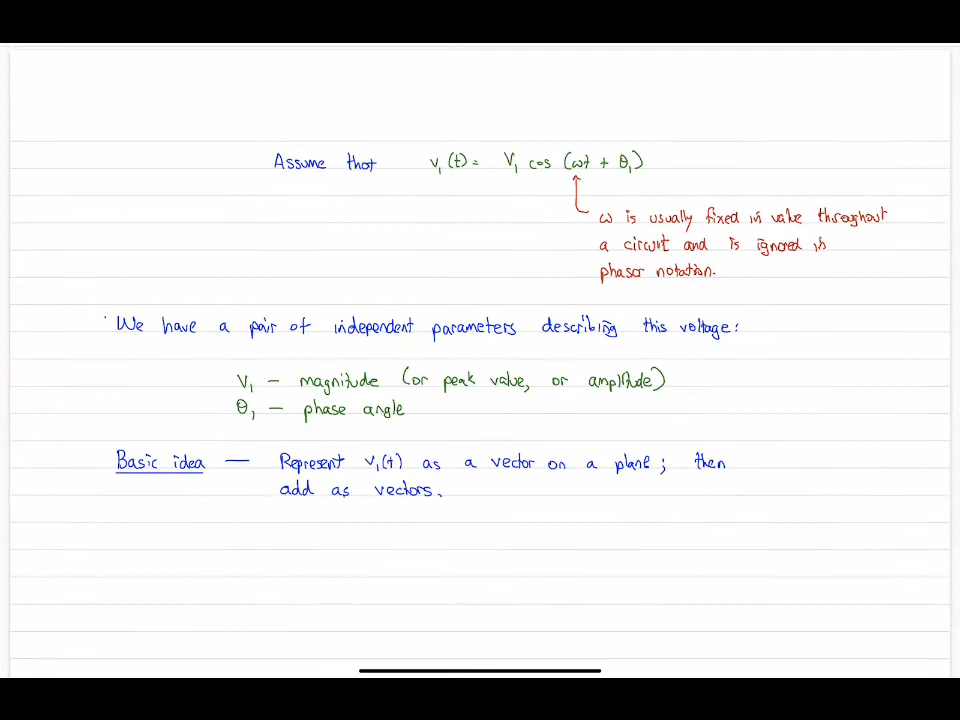 Assume that v₁(t) = V₁ cos (ωt + θ₁)
ω is usually fixed in value throughout
a circuit and is ignored in
phasor notation.
We have a pair of independent parameters describing this voltage:
V₁ — magnitude (or peak value, or amplitude)
θ₁ — phase angle
Basic idea — Represent v₁(t) as a vector on a plane; then
add as vectors.